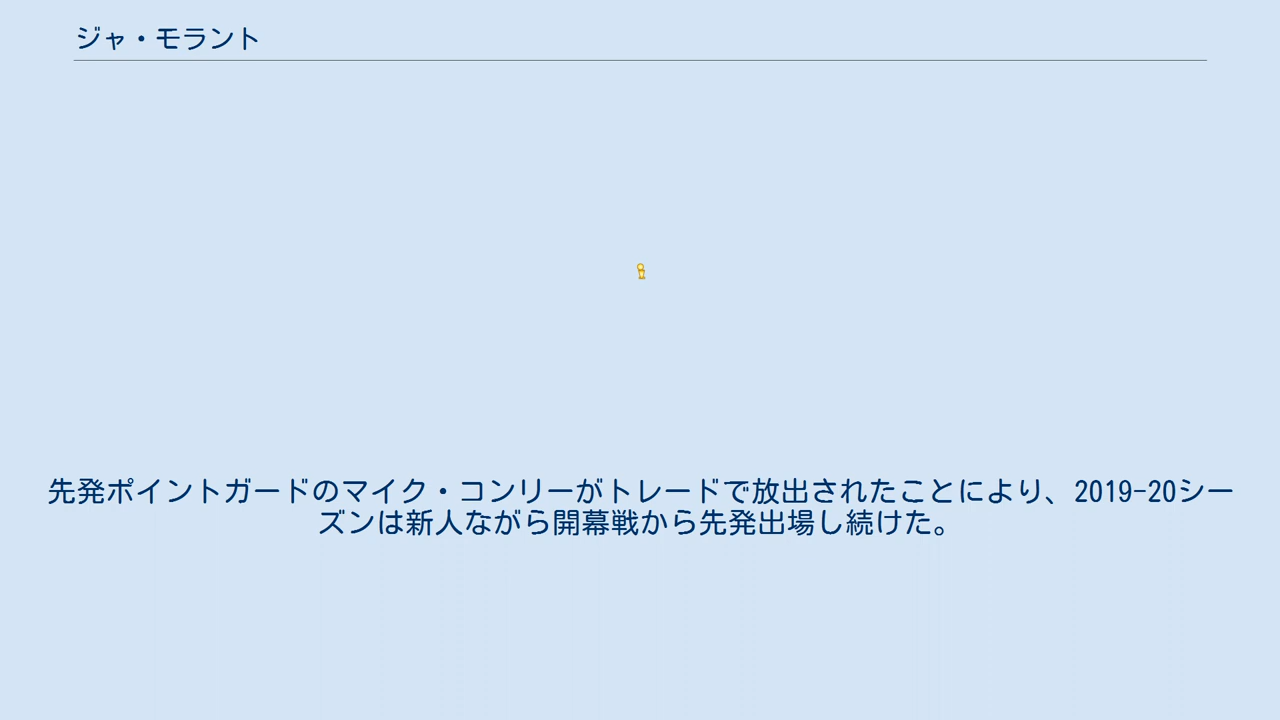 ジャ・モラント
先発ポイントガードのマイク・コンリーがトレードで放出されたことにより、2019-20シー
ズンは新人ながら開幕戦から先発出場し続けた。